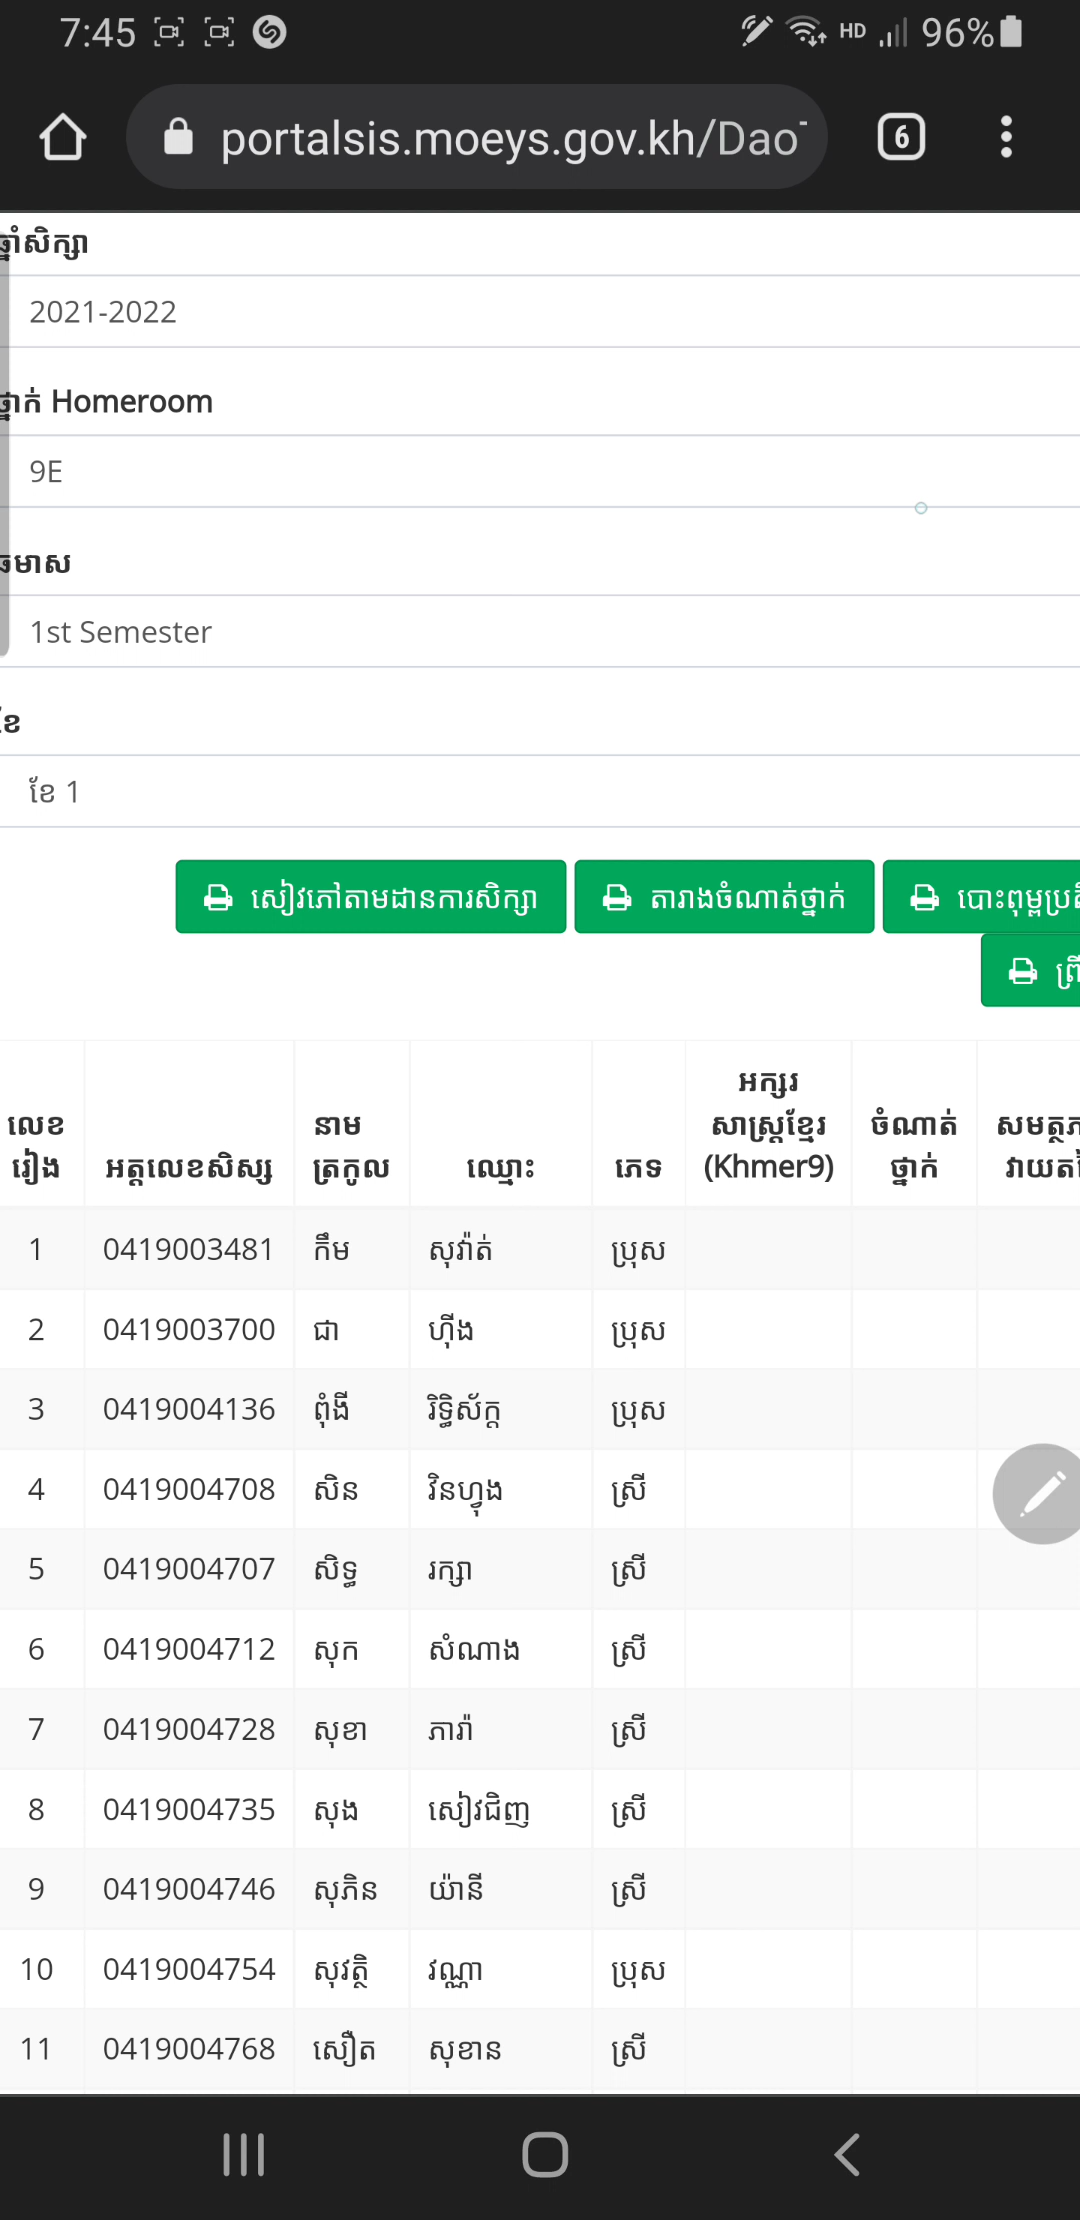 7:45 HD 96%
portalsis.moeys.gov.kh/Dao
ឆ្នាំសិក្សា
2021-2022
ថ្នាក់ Homeroom
9E
ឆមាស
1st Semester
ខែ
ខែ 1
សៀវភៅតាមដានការសិក្សា តារាងចំណាត់ថ្នាក់ បោះពុម្ព
លេខរៀង អត្តលេខសិស្ស នាមត្រកូល ឈ្មោះ ភេទ អក្សរសាស្ត្រខ្មែរ (Khmer9) ចំណាត់ថ្នាក់
1 0419003481 កឹម សុវ៉ាត់ ប្រុស
2 0419003700 ជា ហ៊ីង ប្រុស
3 0419004136 ពុំងី រិទ្ធិស័ក្ត ប្រុស
4 0419004708 សិន វិនហ្វុង ស្រី
5 0419004707 សិទ្ធ រក្សា ស្រី
6 0419004712 សុក សំណាង ស្រី
7 0419004728 សុខា ភារ៉ា ស្រី
8 0419004735 សុង សៀវជិញ ស្រី
9 0419004746 សុភិន យ៉ានី ស្រី
10 0419004754 សុវត្ថិ វណ្ណា ប្រុស
11 0419004768 សឿត សុខាន ស្រី